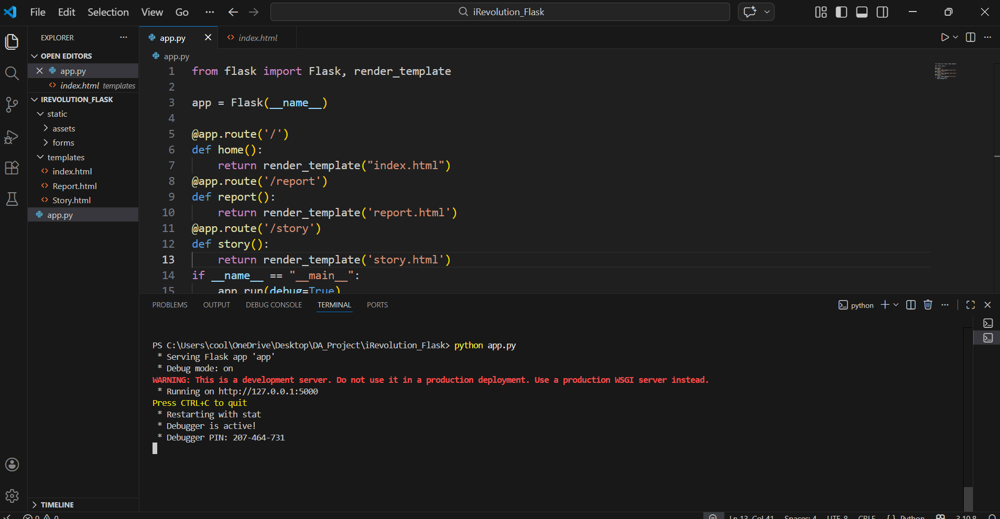 File Edit Selection View Go ··· iRevolution_Flask
EXPLORER ···
OPEN EDITORS
app.py
index.html templates
IREVOLUTION_FLASK
static
assets
forms
templates
index.html
Report.html
Story.html
app.py
TIMELINE
app.py index.html
app.py
1 from flask import Flask, render_template
2
3 app = Flask(__name__)
4
5 @app.route('/')
6 def home():
7 return render_template("index.html")
8 @app.route('/report')
9 def report():
10 return render_template('report.html')
11 @app.route('/story')
12 def story():
13 return render_template('story.html')
14 if __name__ == "__main__":
15 app.run(debug=True)
PROBLEMS OUTPUT DEBUG CONSOLE TERMINAL PORTS python
PS C:\Users\cool\OneDrive\Desktop\DA_Project\iRevolution_Flask> python app.py
* Serving Flask app 'app'
* Debug mode: on
WARNING: This is a development server. Do not use it in a production deployment. Use a production WSGI server instead.
* Running on http://127.0.0.1:5000
Press CTRL+C to quit
* Restarting with stat
* Debugger is active!
* Debugger PIN: 207-464-731
0 0 Ln 13, Col 41 Spaces: 4 UTF-8 CRLF { } Python 3.10.8